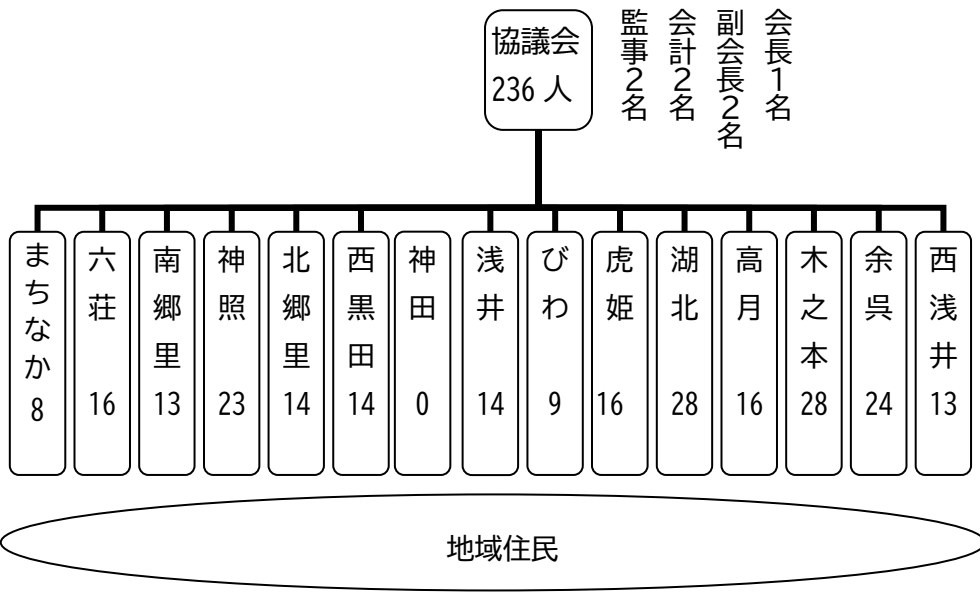 協議会
236 人
会長1名
副会長2名
会計2名
監事2名
まちなか
8
六荘
16
南郷里
13
神照
23
北郷里
14
西黒田
14
神田
0
浅井
14
びわ
9
虎姫
16
湖北
28
高月
16
木之本
28
余呉
24
西浅井
13
地域住民